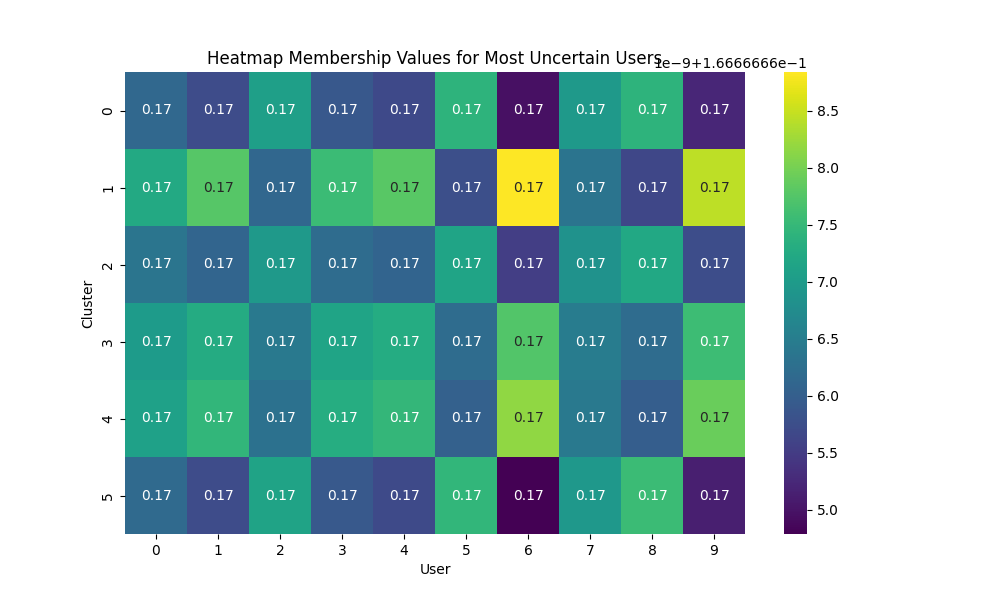 Heatmap Membership Values for Most Uncertain Users
1e−9+1.6666666e−1
0 0.17 0.17 0.17 0.17 0.17 0.17 0.17 0.17 0.17 0.17
8.5
1 0.17 0.17 0.17 0.17 0.17 0.17 0.17 0.17 0.17 0.17
8.0
7.5
2 0.17 0.17 0.17 0.17 0.17 0.17 0.17 0.17 0.17 0.17
7.0
Cluster
3 0.17 0.17 0.17 0.17 0.17 0.17 0.17 0.17 0.17 0.17
6.5
6.0
4 0.17 0.17 0.17 0.17 0.17 0.17 0.17 0.17 0.17 0.17
5.5
5 0.17 0.17 0.17 0.17 0.17 0.17 0.17 0.17 0.17 0.17
5.0
0 1 2 3 4 5 6 7 8 9
User